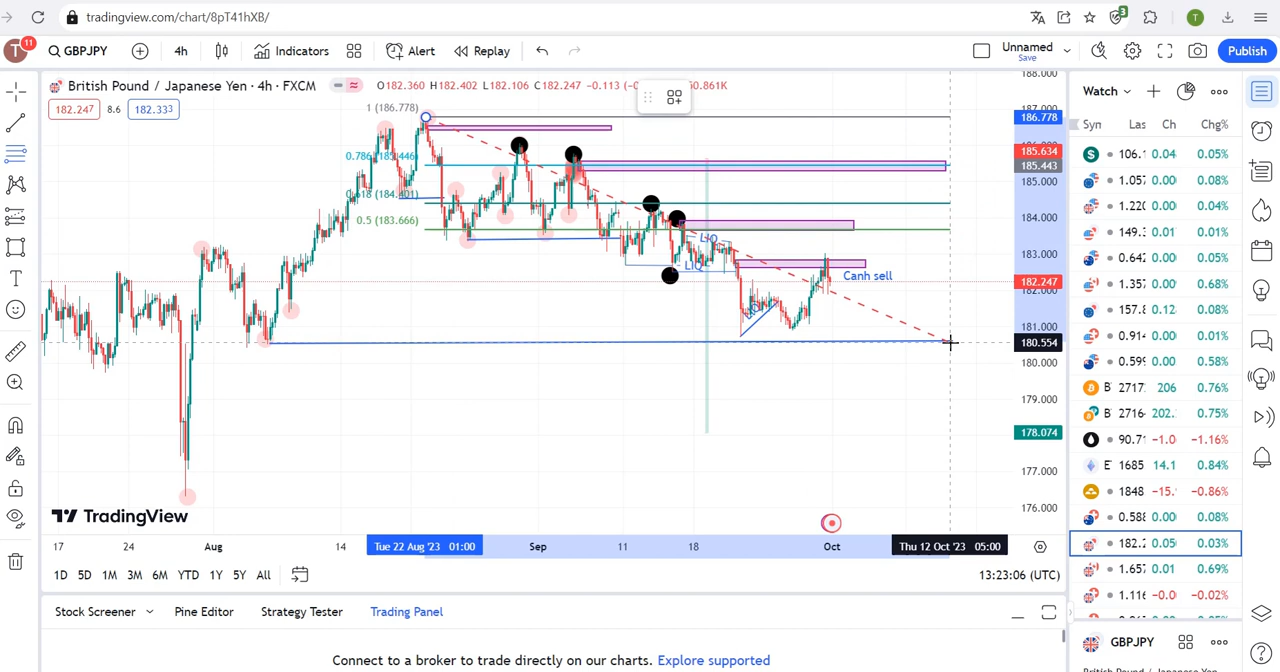 tradingview.com/chart/8pT41hXB/
3
T
T
11
GBPJPY
4h
Indicators
Alert
Replay
Unnamed
Save
Publish
British Pound / Japanese Yen · 4h · FXCM
O182.360 H182.402 L182.106 C182.247 -0.113
182.247
8.6
182.333
1 (186.778)
0.5 (183.666)
LIQ
LIQ
Canh sell
TradingView
188.000
187.000
186.778
185.634
185.443
185.000
184.000
183.000
182.247
182.000
181.000
180.554
180.000
179.000
178.074
177.000
176.000
17
24
Aug
14
Tue 22 Aug '23 01:00
Sep
11
18
Oct
Thu 12 Oct '23 05:00
1D 5D 1M 3M 6M YTD 1Y 5Y All
13:23:06 (UTC)
Stock Screener
Pine Editor
Strategy Tester
Trading Panel
Connect to a broker to trade directly on our charts. Explore supported
Watch
Syn Las Ch Chg%
106. 0.04 0.05%
1.057 0.00 0.08%
1.220 0.00 0.04%
149. 0.01 0.01%
0.642 0.00 0.05%
1.357 0.00 0.68%
157.8 0.12 0.08%
0.914 0.00 0.01%
0.599 0.00 0.58%
B 2717 206 0.76%
B 2716 202. 0.75%
90.71 -1.0 -1.16%
E 1685 14.1 0.84%
1848 -15. -0.86%
0.588 0.00 0.08%
182.2 0.05 0.03%
1.657 0.01 0.69%
1.116 -0.0 -0.02%
GBPJPY